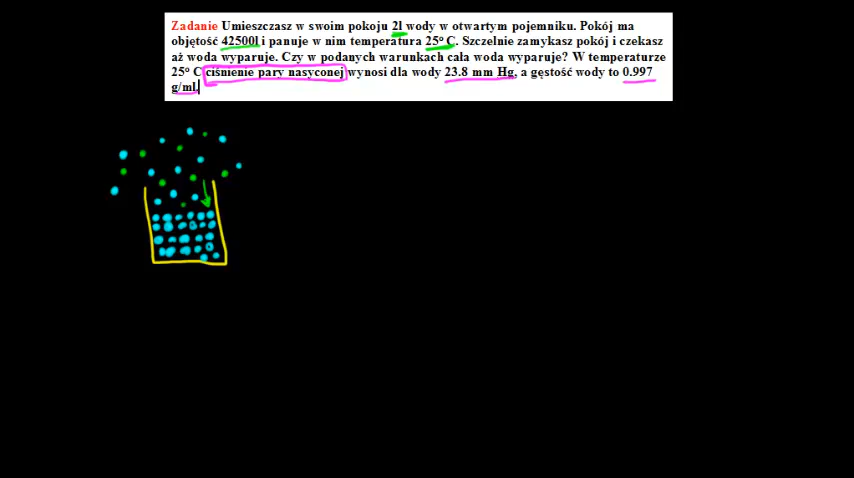 Zadanie Umieszczasz w swoim pokoju 2l wody w otwartym pojemniku. Pokój ma
objętość 42500l i panuje w nim temperatura 25° C. Szczelnie zamykasz pokój i czekasz
aż woda wyparuje. Czy w podanych warunkach cała woda wyparuje? W temperaturze
25° C ciśnienie pary nasyconej wynosi dla wody 23.8 mm Hg, a gęstość wody to 0.997
g/ml.